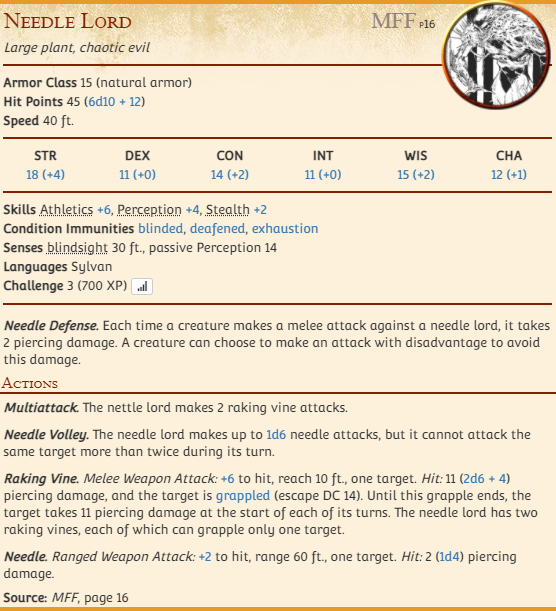 Needle Lord MFF p16
Large plant, chaotic evil
Armor Class 15 (natural armor)
Hit Points 45 (6d10 + 12)
Speed 40 ft.
STR DEX CON INT WIS CHA
18 (+4) 11 (+0) 14 (+2) 11 (+0) 15 (+2) 12 (+1)
Skills Athletics +6, Perception +4, Stealth +2
Condition Immunities blinded, deafened, exhaustion
Senses blindsight 30 ft., passive Perception 14
Languages Sylvan
Challenge 3 (700 XP)
Needle Defense. Each time a creature makes a melee attack against a needle lord, it takes
2 piercing damage. A creature can choose to make an attack with disadvantage to avoid
this damage.
Actions
Multiattack. The nettle lord makes 2 raking vine attacks.
Needle Volley. The needle lord makes up to 1d6 needle attacks, but it cannot attack the
same target more than twice during its turn.
Raking Vine. Melee Weapon Attack: +6 to hit, reach 10 ft., one target. Hit: 11 (2d6 + 4)
piercing damage, and the target is grappled (escape DC 14). Until this grapple ends, the
target takes 11 piercing damage at the start of each of its turns. The needle lord has two
raking vines, each of which can grapple only one target.
Needle. Ranged Weapon Attack: +2 to hit, range 60 ft., one target. Hit: 2 (1d4) piercing
damage.
Source: MFF, page 16